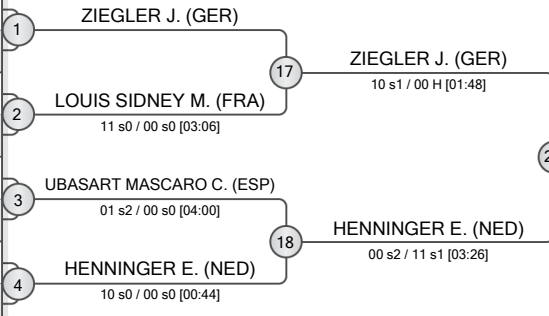 ZIEGLER J. (GER)
1
17
ZIEGLER J. (GER)
10 s1 / 00 H [01:48]
LOUIS SIDNEY M. (FRA)
2
11 s0 / 00 s0 [03:06]
2
UBASART MASCARO C. (ESP)
3
01 s2 / 00 s0 [04:00]
18
HENNINGER E. (NED)
00 s2 / 11 s1 [03:26]
HENNINGER E. (NED)
4
10 s0 / 00 s0 [00:44]